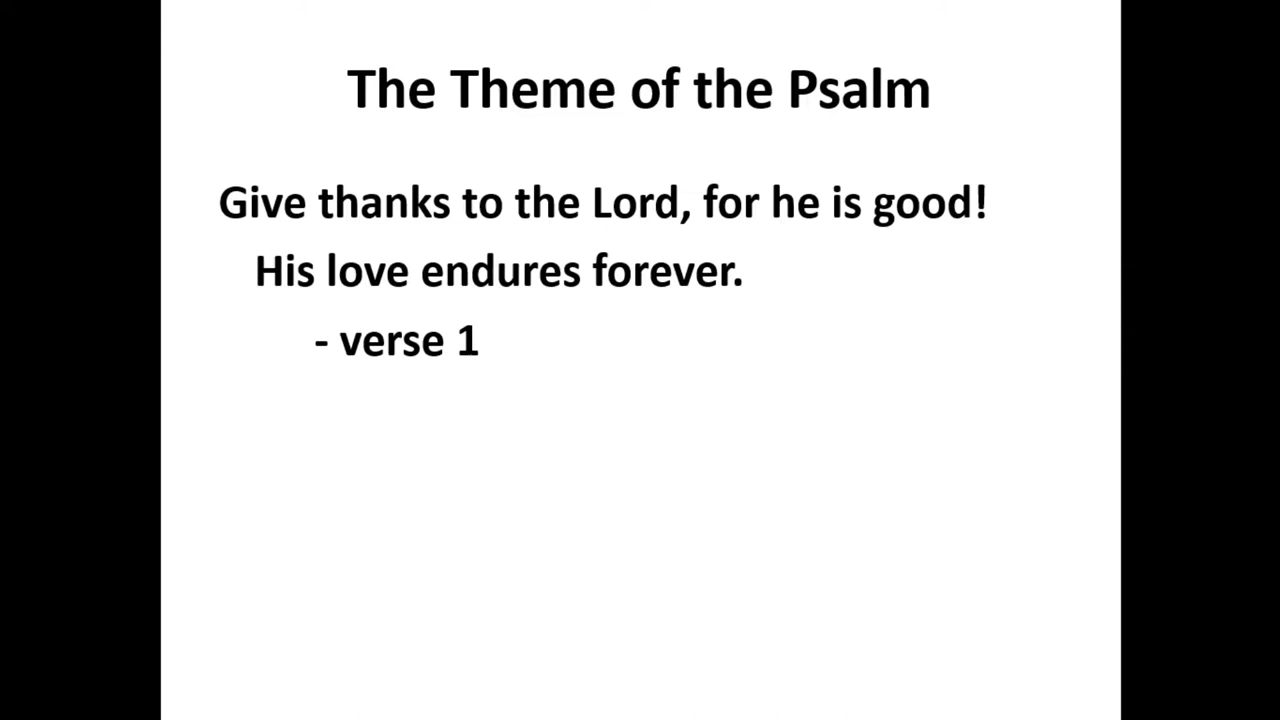 The Theme of the Psalm
Give thanks to the Lord, for he is good!
His love endures forever.
- verse 1